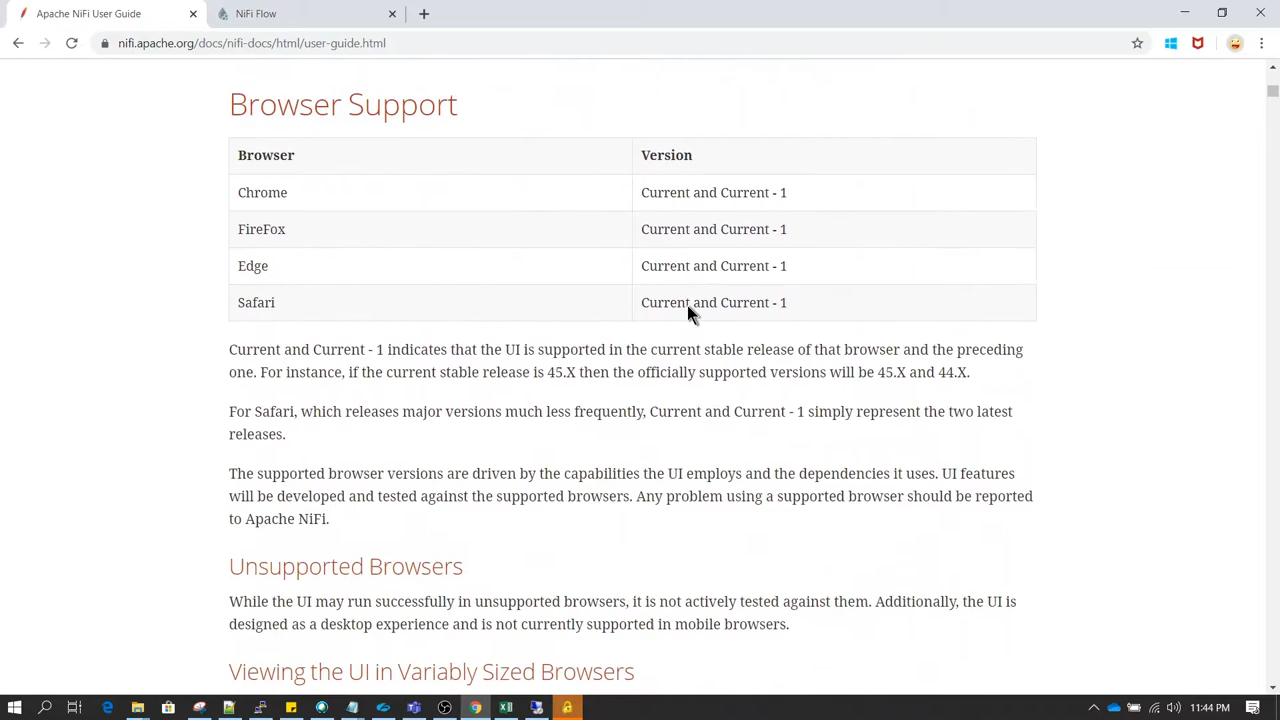 Apache NiFi User Guide
NiFi Flow
nifi.apache.org/docs/nifi-docs/html/user-guide.html
Browser Support
Browser Version
Chrome Current and Current - 1
FireFox Current and Current - 1
Edge Current and Current - 1
Safari Current and Current - 1
Current and Current - 1 indicates that the UI is supported in the current stable release of that browser and the preceding
one. For instance, if the current stable release is 45.X then the officially supported versions will be 45.X and 44.X.
For Safari, which releases major versions much less frequently, Current and Current - 1 simply represent the two latest
releases.
The supported browser versions are driven by the capabilities the UI employs and the dependencies it uses. UI features
will be developed and tested against the supported browsers. Any problem using a supported browser should be reported
to Apache NiFi.
Unsupported Browsers
While the UI may run successfully in unsupported browsers, it is not actively tested against them. Additionally, the UI is
designed as a desktop experience and is not currently supported in mobile browsers.
Viewing the UI in Variably Sized Browsers
11:44 PM